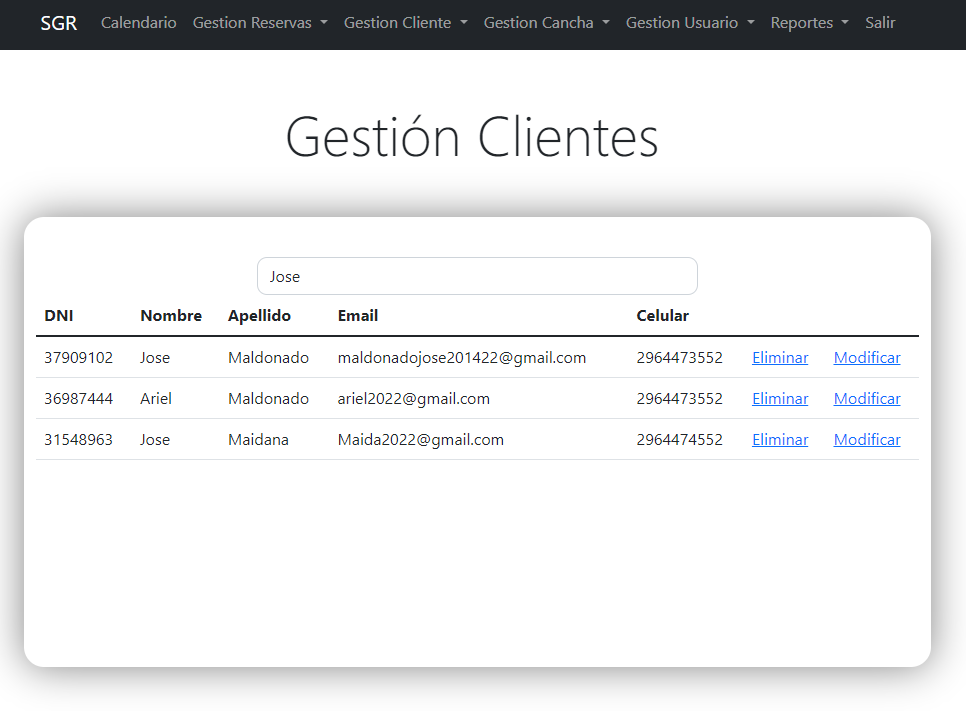 SGR Calendario Gestion Reservas Gestion Cliente Gestion Cancha Gestion Usuario Reportes Salir
Gestión Clientes
Jose
DNI Nombre Apellido Email Celular
37909102 Jose Maldonado maldonadojose201422@gmail.com 2964473552 Eliminar Modificar
36987444 Ariel Maldonado ariel2022@gmail.com 2964473552 Eliminar Modificar
31548963 Jose Maidana Maida2022@gmail.com 2964474552 Eliminar Modificar